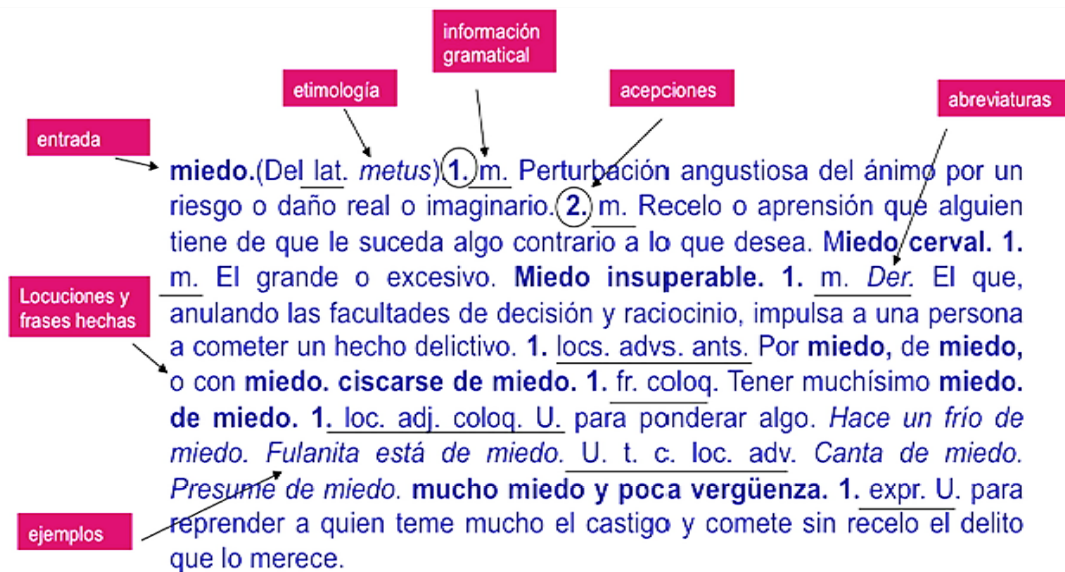 información
gramatical
etimología
acepciones
abreviaturas
entrada
miedo.(Del lat. metus) 1. m. Perturbación angustiosa del ánimo por un
riesgo o daño real o imaginario. 2. m. Recelo o aprensión que alguien
tiene de que le suceda algo contrario a lo que desea. Miedo cerval. 1.
m. El grande o excesivo. Miedo insuperable. 1. m. Der. El que,
anulando las facultades de decisión y raciocinio, impulsa a una persona
a cometer un hecho delictivo. 1. locs. advs. ants. Por miedo, de miedo,
o con miedo. ciscarse de miedo. 1. fr. coloq. Tener muchísimo miedo.
de miedo. 1. loc. adj. coloq. U. para ponderar algo. Hace un frío de
miedo. Fulanita está de miedo. U. t. c. loc. adv. Canta de miedo.
Presume de miedo. mucho miedo y poca vergüenza. 1. expr. U. para
reprender a quien teme mucho el castigo y comete sin recelo el delito
que lo merece.
Locuciones y
frases hechas
ejemplos